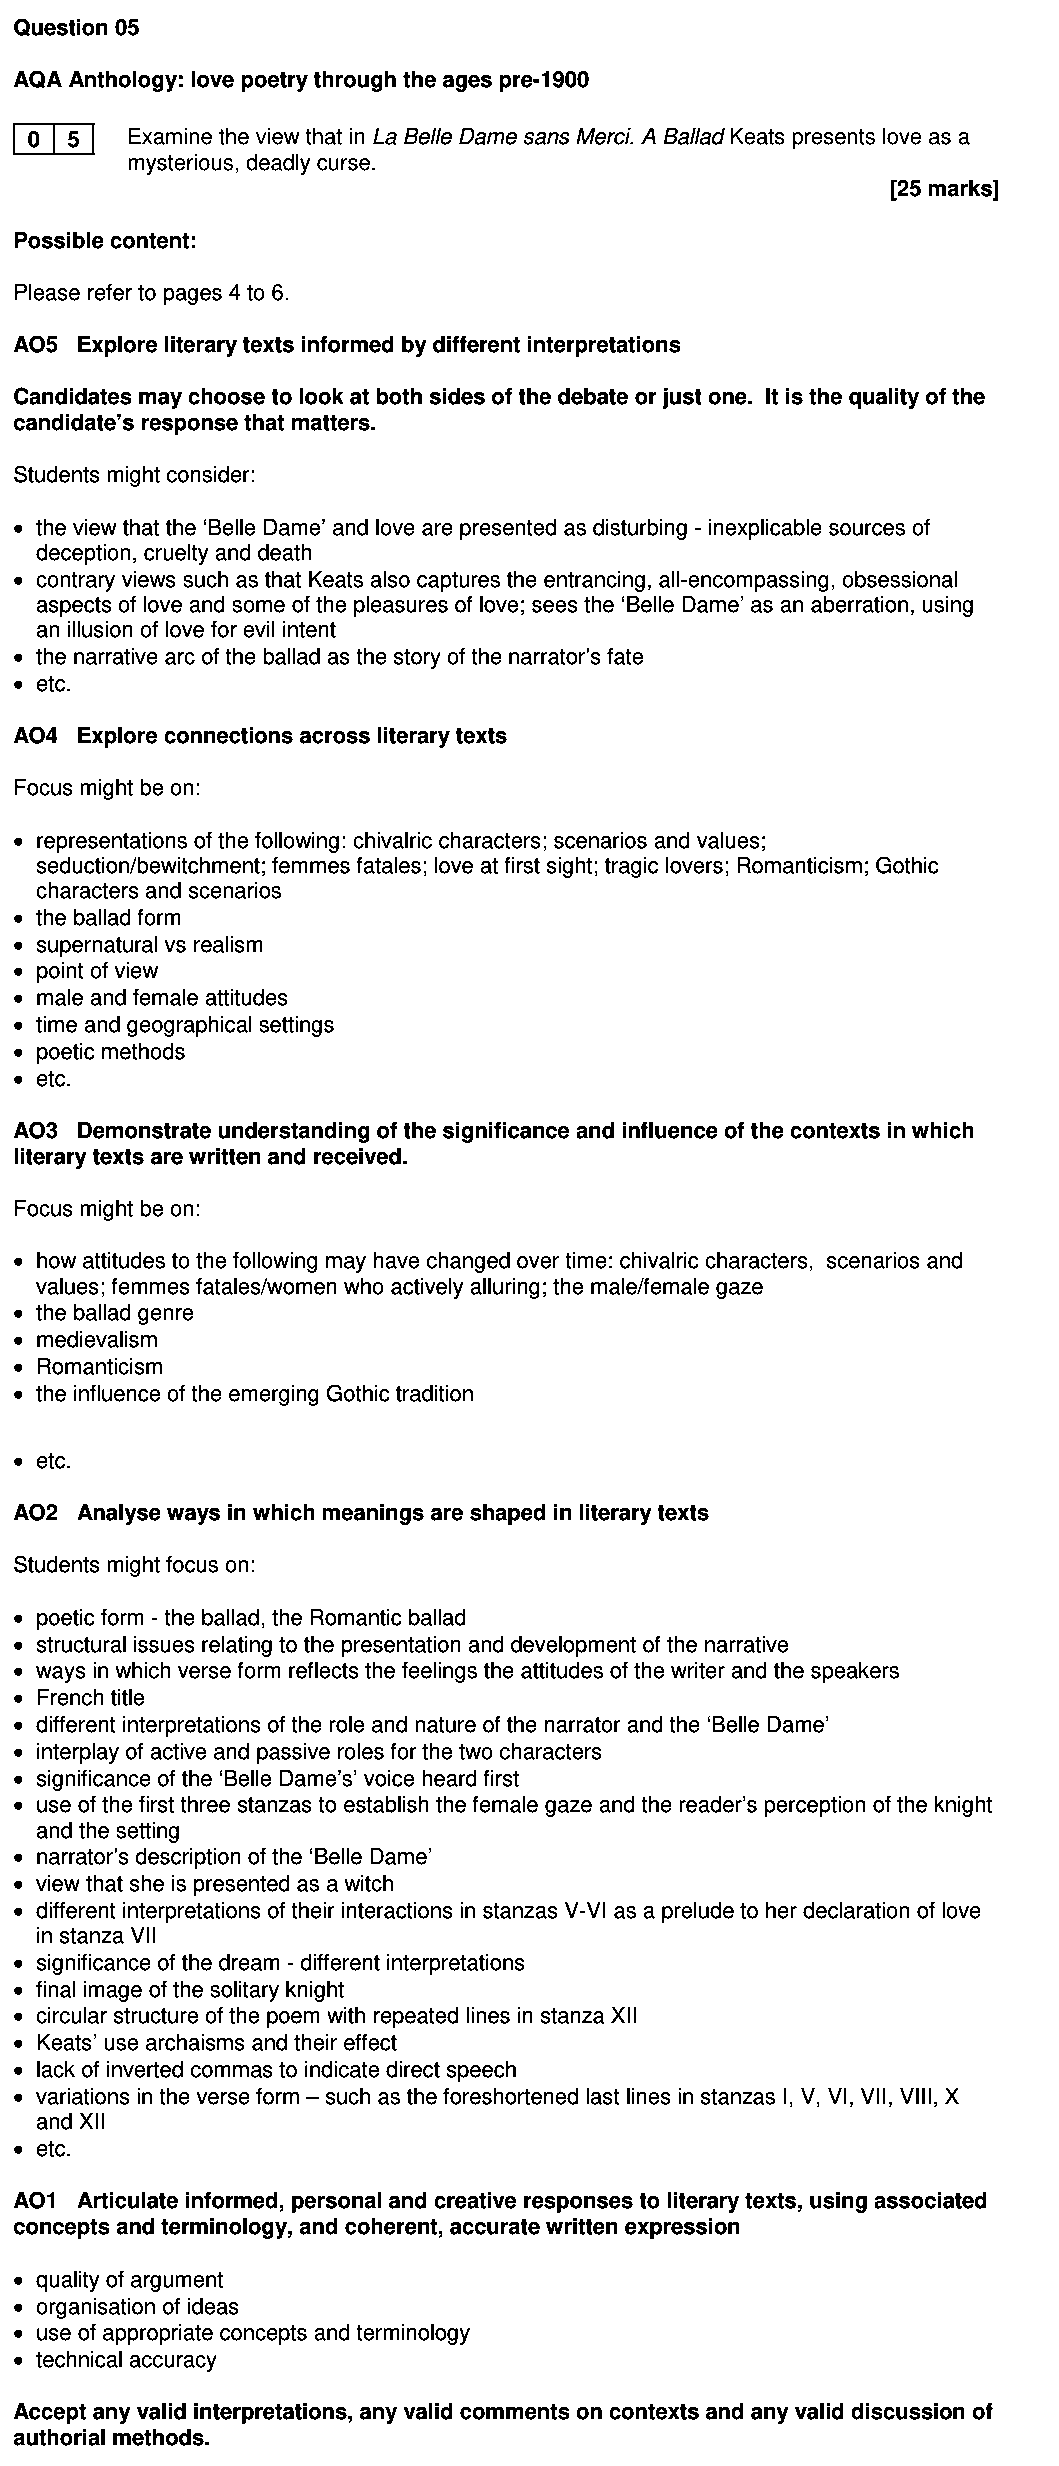 Question 05
AQA Anthology: love poetry through the ages pre-1900
0 5 Examine the view that in La Belle Dame sans Merci. A Ballad Keats presents love as a
mysterious, deadly curse.
[25 marks]
Possible content:
Please refer to pages 4 to 6.
AO5 Explore literary texts informed by different interpretations
Candidates may choose to look at both sides of the debate or just one. It is the quality of the
candidate's response that matters.
Students might consider:
• the view that the 'Belle Dame' and love are presented as disturbing - inexplicable sources of
deception, cruelty and death
• contrary views such as that Keats also captures the entrancing, all-encompassing, obsessional
aspects of love and some of the pleasures of love; sees the 'Belle Dame' as an aberration, using
an illusion of love for evil intent
• the narrative arc of the ballad as the story of the narrator's fate
• etc.
AO4 Explore connections across literary texts
Focus might be on:
• representations of the following: chivalric characters; scenarios and values;
seduction/bewitchment; femmes fatales; love at first sight; tragic lovers; Romanticism; Gothic
characters and scenarios
• the ballad form
• supernatural vs realism
• point of view
• male and female attitudes
• time and geographical settings
• poetic methods
• etc.
AO3 Demonstrate understanding of the significance and influence of the contexts in which
literary texts are written and received.
Focus might be on:
• how attitudes to the following may have changed over time: chivalric characters, scenarios and
values; femmes fatales/women who actively alluring; the male/female gaze
• the ballad genre
• medievalism
• Romanticism
• the influence of the emerging Gothic tradition
• etc.
AO2 Analyse ways in which meanings are shaped in literary texts
Students might focus on:
• poetic form - the ballad, the Romantic ballad
• structural issues relating to the presentation and development of the narrative
• ways in which verse form reflects the feelings the attitudes of the writer and the speakers
• French title
• different interpretations of the role and nature of the narrator and the 'Belle Dame'
• interplay of active and passive roles for the two characters
• significance of the 'Belle Dame's' voice heard first
• use of the first three stanzas to establish the female gaze and the reader's perception of the knight
and the setting
• narrator's description of the 'Belle Dame'
• view that she is presented as a witch
• different interpretations of their interactions in stanzas V-VI as a prelude to her declaration of love
in stanza VII
• significance of the dream - different interpretations
• final image of the solitary knight
• circular structure of the poem with repeated lines in stanza XII
• Keats' use archaisms and their effect
• lack of inverted commas to indicate direct speech
• variations in the verse form – such as the foreshortened last lines in stanzas I, V, VI, VII, VIII, X
and XII
• etc.
AO1 Articulate informed, personal and creative responses to literary texts, using associated
concepts and terminology, and coherent, accurate written expression
• quality of argument
• organisation of ideas
• use of appropriate concepts and terminology
• technical accuracy
Accept any valid interpretations, any valid comments on contexts and any valid discussion of
authorial methods.